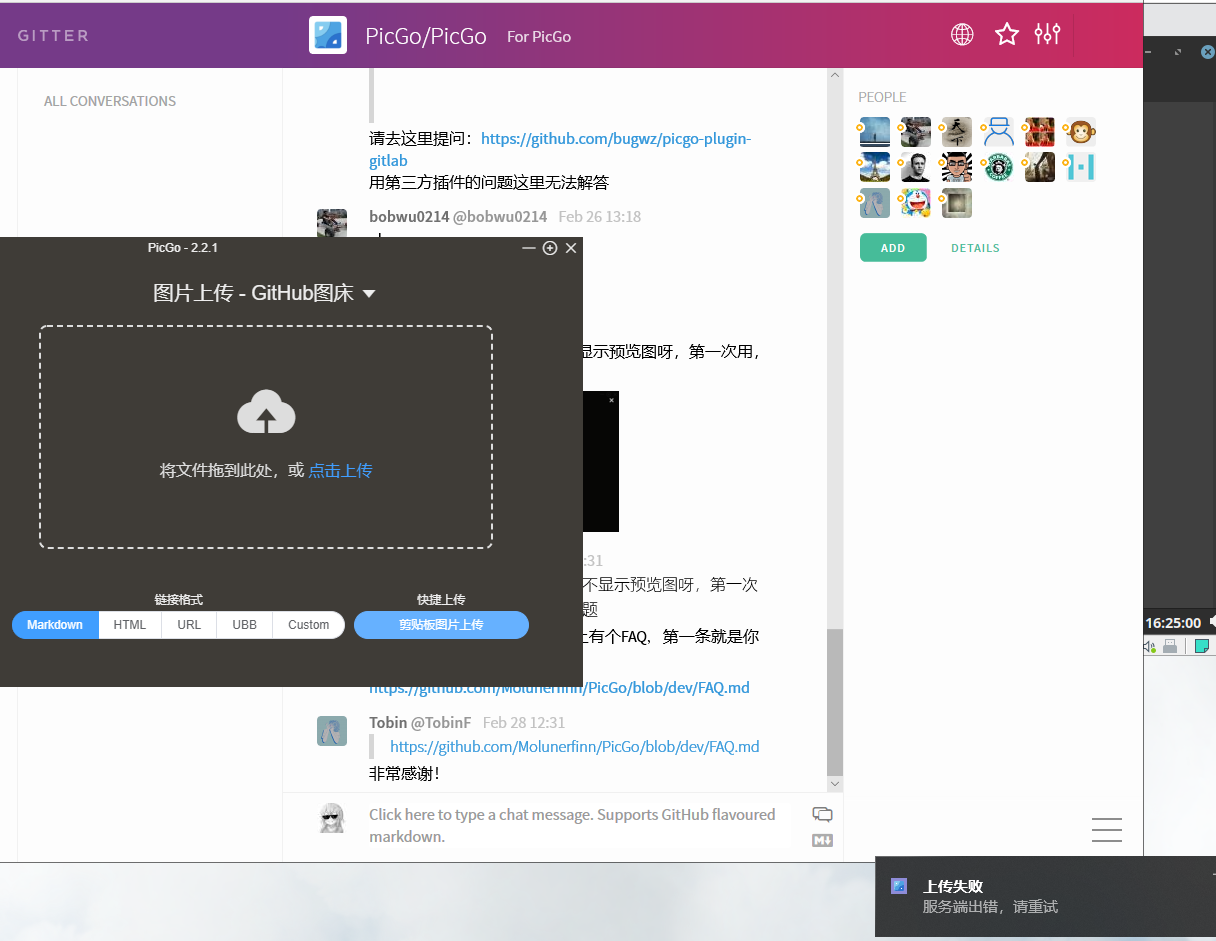 GITTER
PicGo/PicGo
For PicGo
ALL CONVERSATIONS
请去这里提问：https://github.com/bugwz/picgo-plugin-
gitlab
用第三方插件的问题这里无法解答
bobwu0214 @bobwu0214 Feb 26 13:18
PicGo - 2.2.1
图片上传 - GitHub图床
将文件拖到此处，或 点击上传
链接格式
Markdown
HTML
URL
UBB
Custom
快捷上传
剪贴板图片上传
显示预览图呀，第一次用，
:31
不显示预览图呀，第一次
题
上有个FAQ，第一条就是你
https://github.com/Molunerfinn/PicGo/blob/dev/FAQ.md
Tobin @TobinF Feb 28 12:31
https://github.com/Molunerfinn/PicGo/blob/dev/FAQ.md
非常感谢！
Click here to type a chat message. Supports GitHub flavoured
markdown.
PEOPLE
ADD
DETAILS
16:25:00
上传失败
服务端出错，请重试